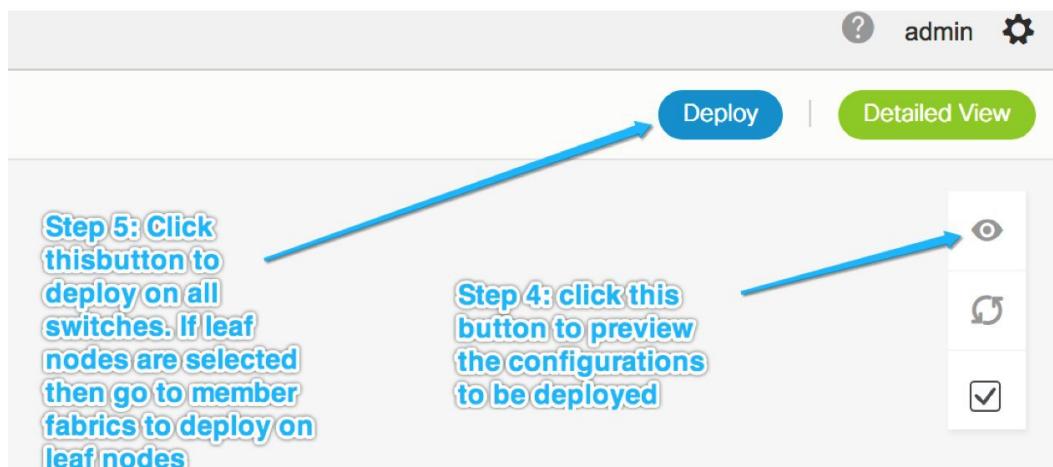 admin
Deploy
Detailed View
Step 5: Click
thisbutton to
deploy on all
switches. If leaf
nodes are selected
then go to member
fabrics to deploy on
leaf nodes
Step 4: click this
button to preview
the configurations
to be deployed